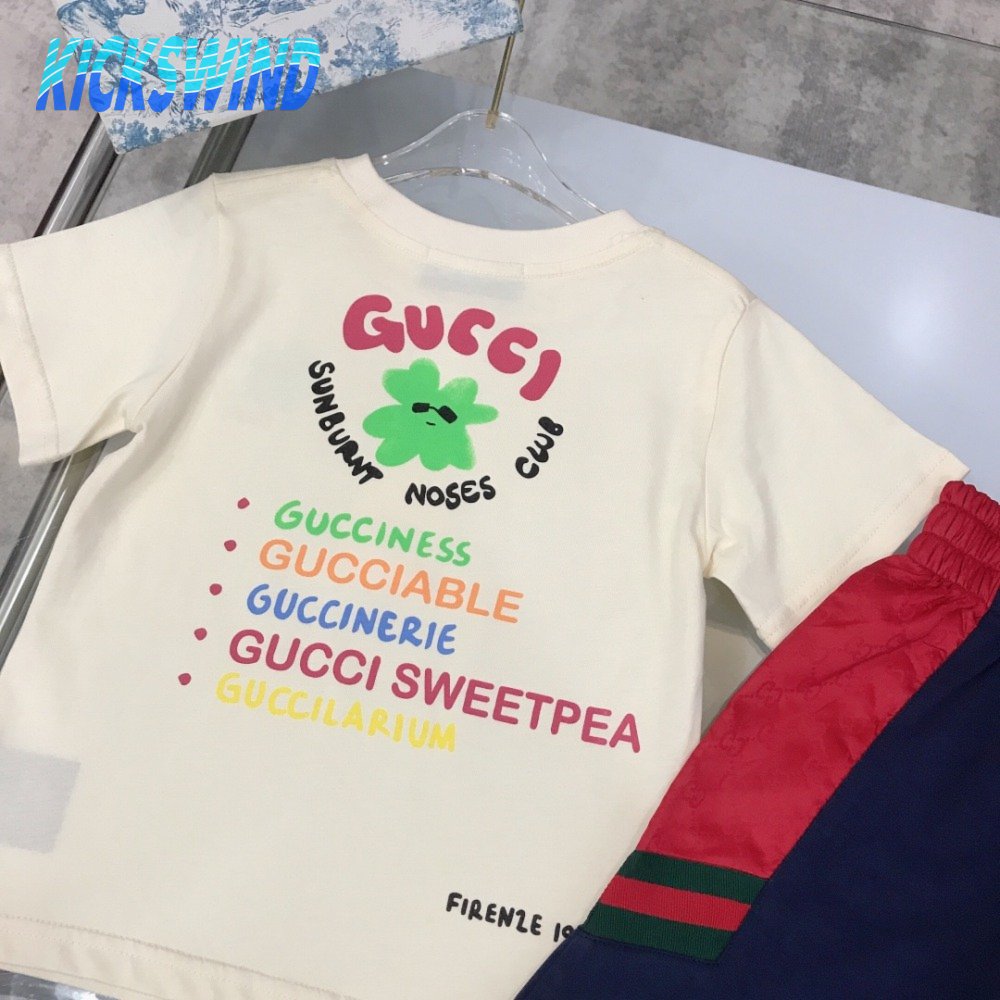 KICKSWIND
GUCCI
SUNBURNT NOSES CLUB
GUCCINESS
GUCCIABLE
GUCCINERIE
GUCCI SWEETPEA
GUCCILARIUM
FIRENZE